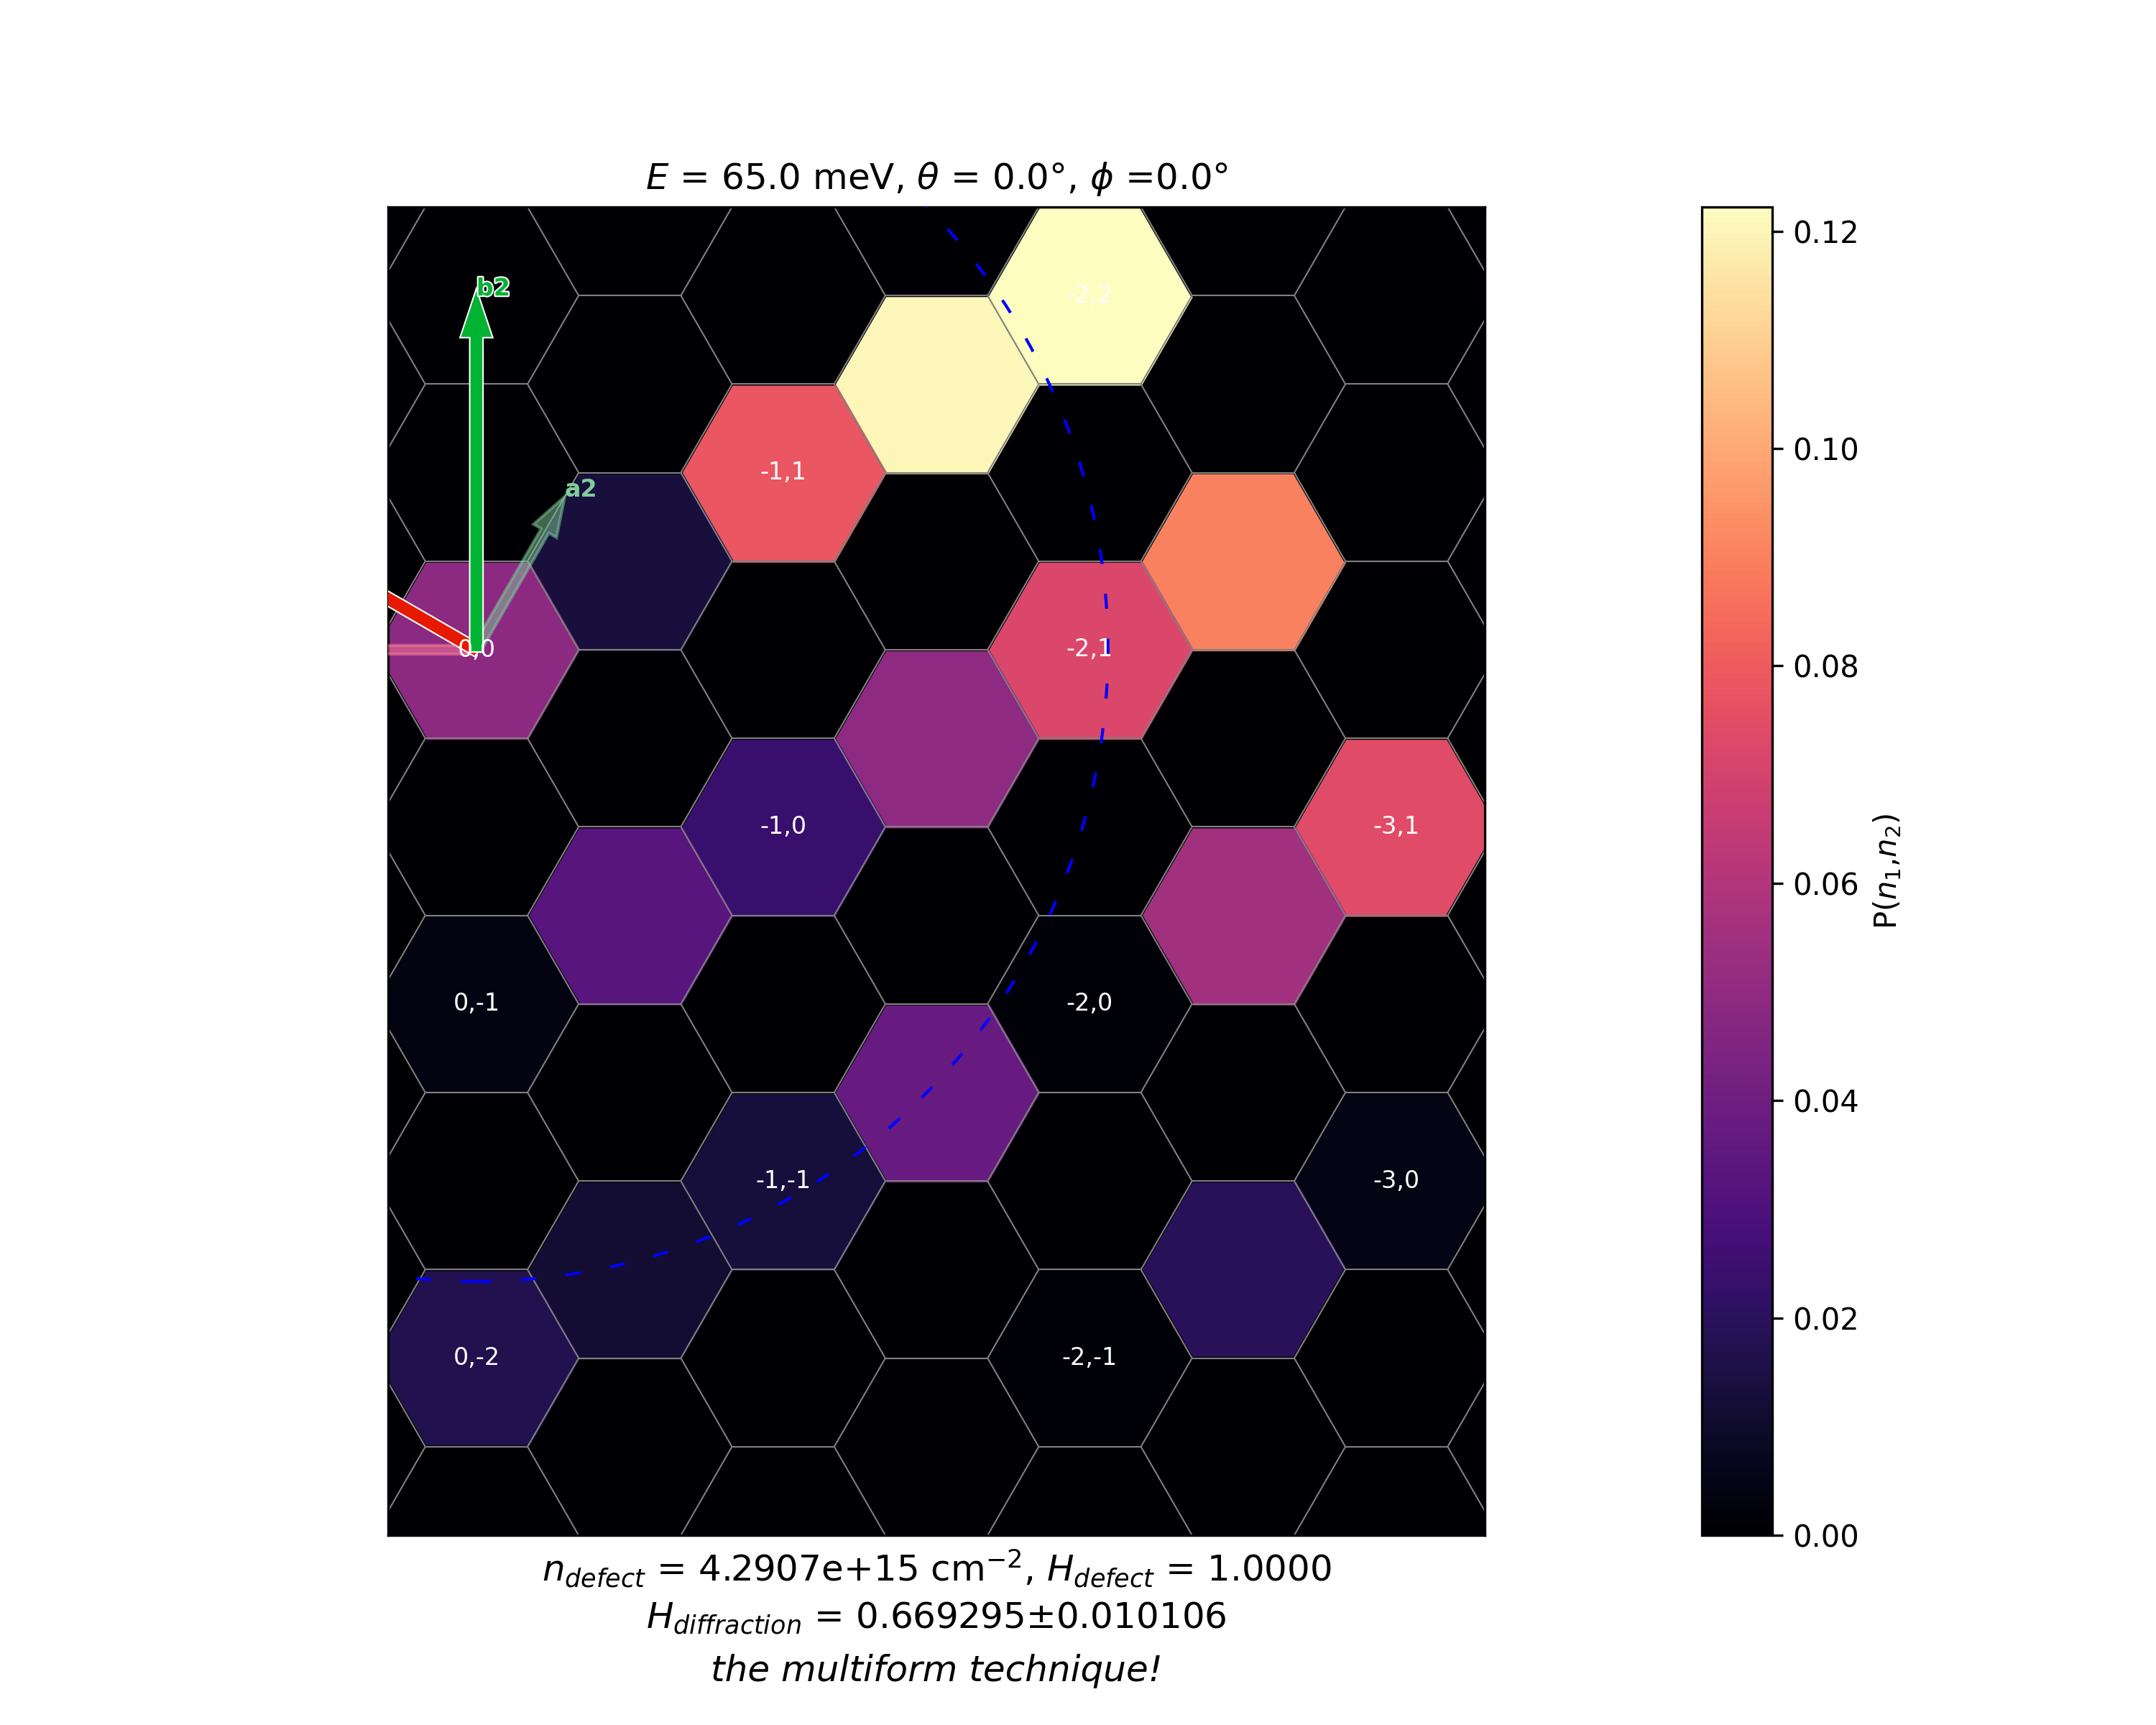 E = 65.0 meV, θ = 0.0°, ϕ =0.0°
b2
-2,2
0.12
-1,1
a2
0.10
0,0
-2,1
0.08
-1,0
-3,1
P(n₁,n₂)
0.06
0,-1
-2,0
0.04
-1,-1
-3,0
0.02
0,-2
-2,-1
0.00
n_defect = 4.2907e+15 cm⁻², H_defect = 1.0000
H_diffraction = 0.669295±0.010106
the multiform technique!